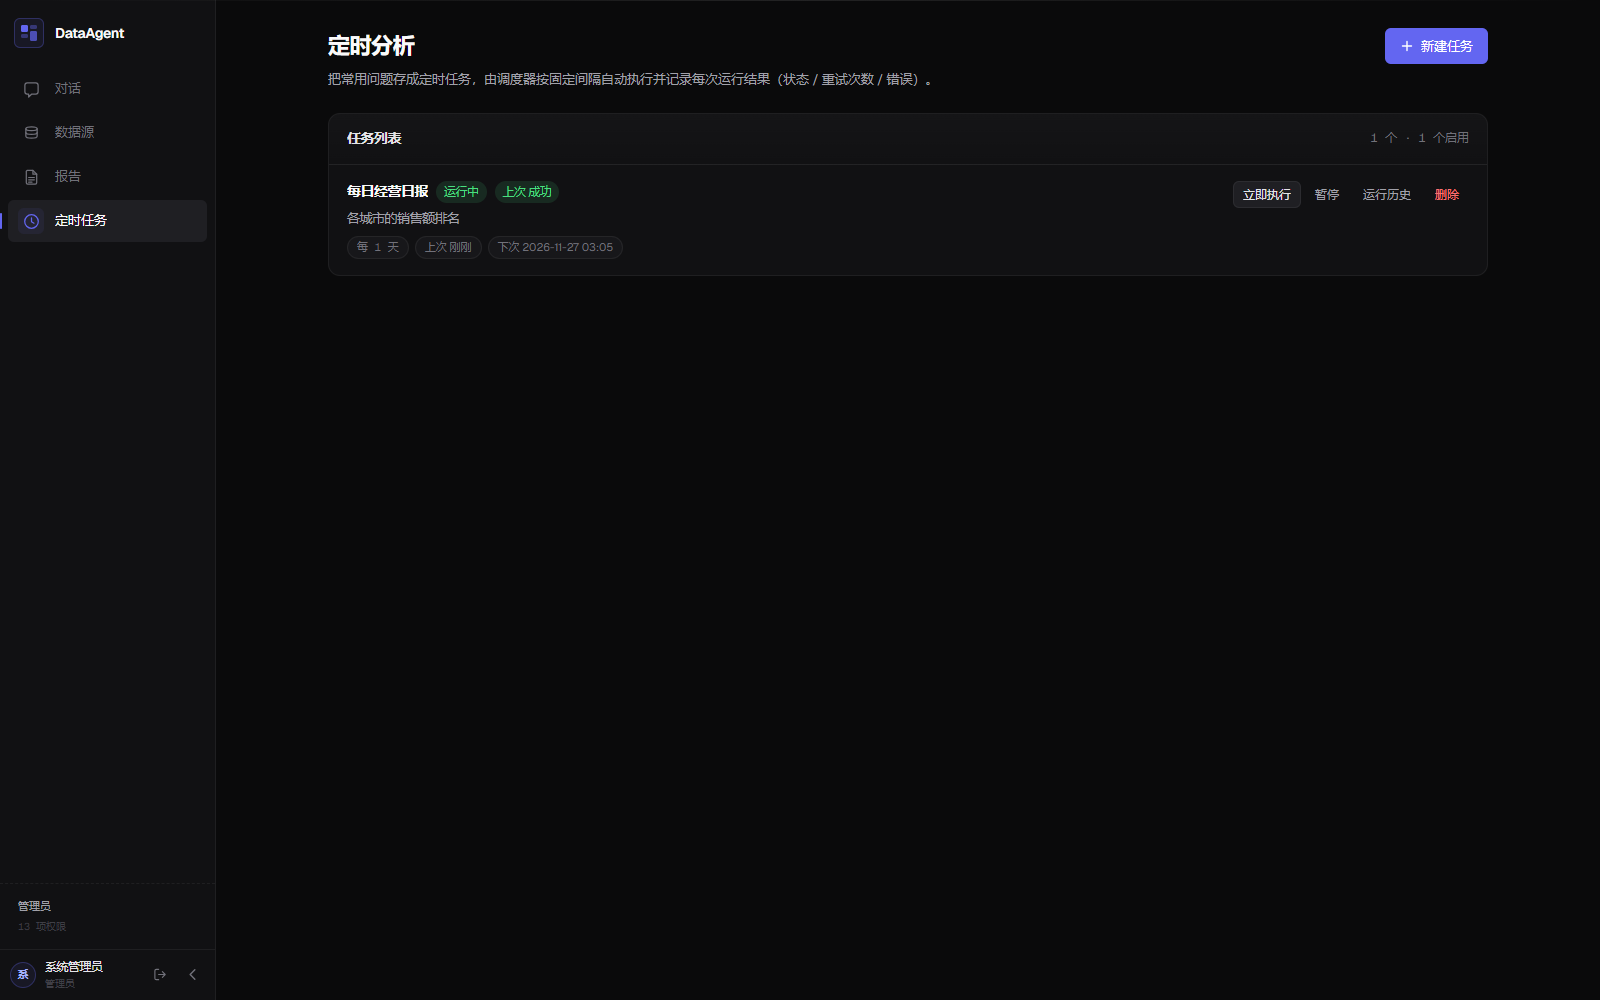 DataAgent
对话
数据源
报告
定时任务
管理员
13 项权限
系 系统管理员
管理员
定时分析
把常用问题存成定时任务，由调度器按固定间隔自动执行并记录每次运行结果（状态 / 重试次数 / 错误）。
新建任务
任务列表
1 个 · 1 个启用
每日经营日报 运行中 上次 成功
立即执行 暂停 运行历史 删除
各城市的销售额排名
每 1 天 上次 刚刚 下次 2026-11-27 03:05